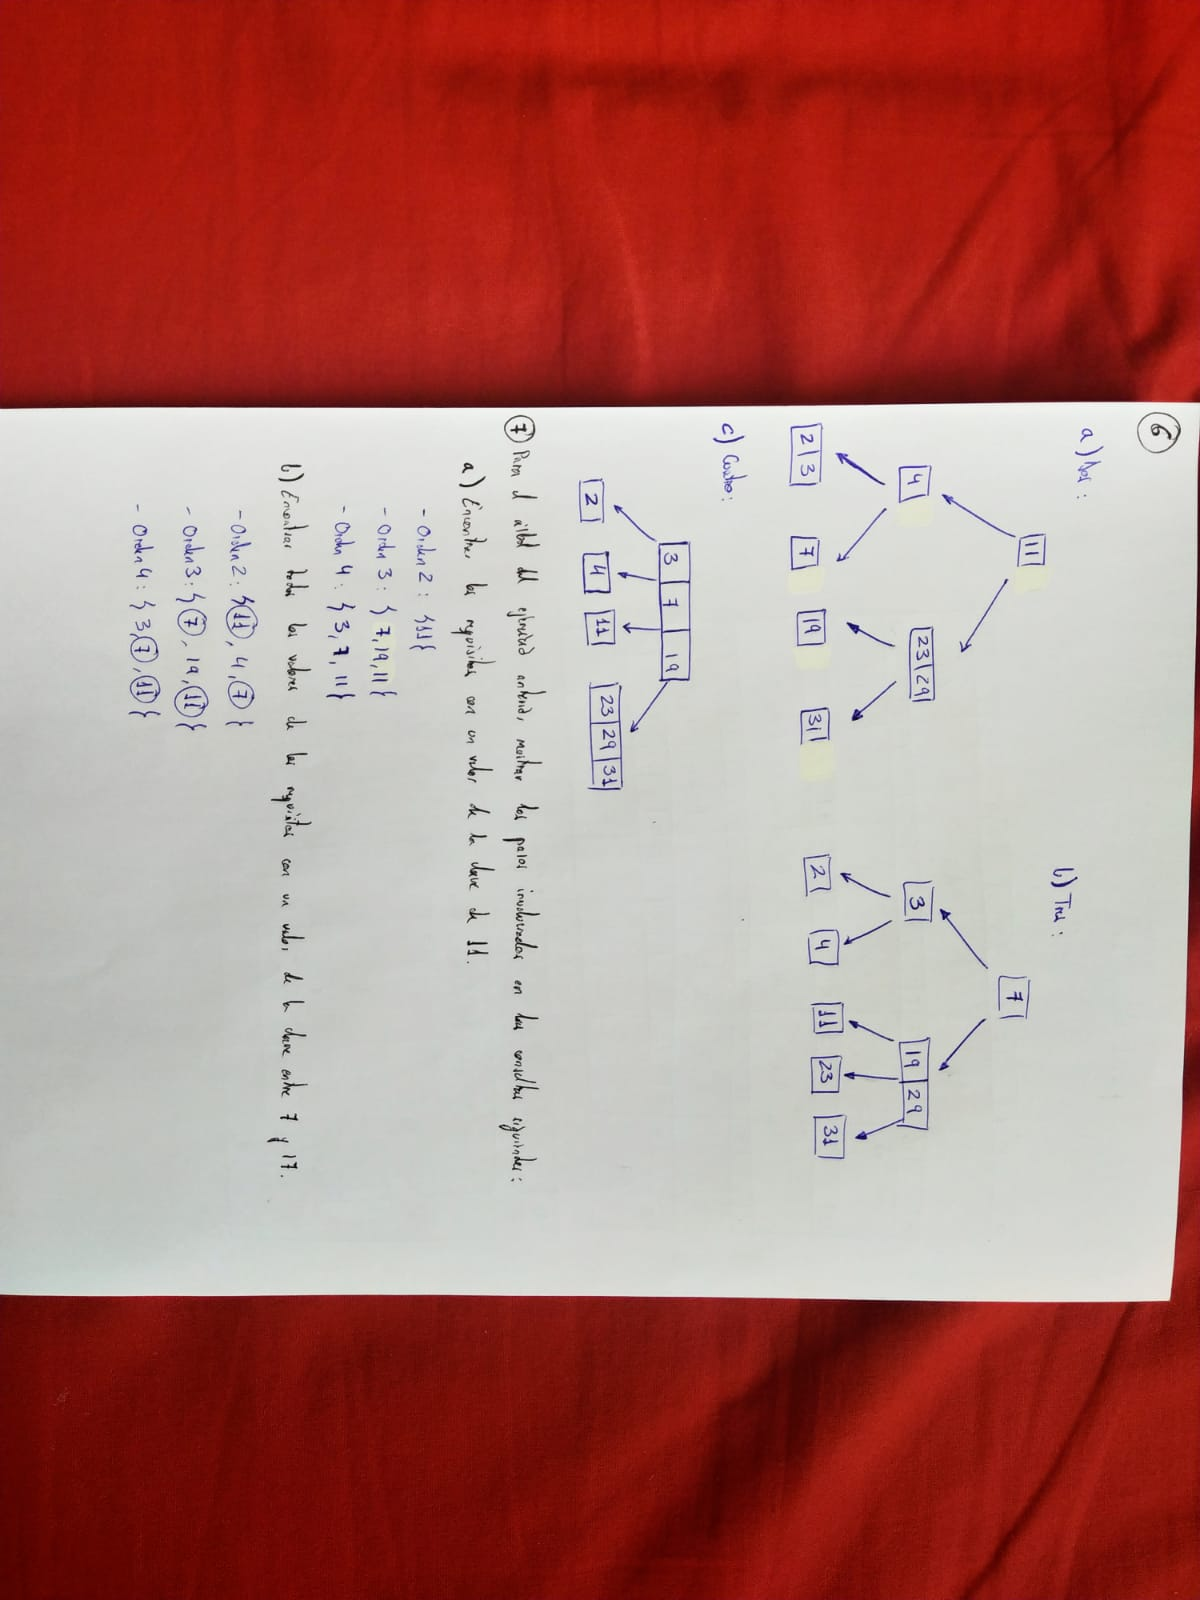 6
a) Dos:
b) Tres:
11
7
4
23 29
3
19 29
2 3
7
19
31
2
4
11
23
31
c) Cuatro:
3 7 19
2
4
11
23 29 31
7 Para el árbol del ejercicio anterior, mostrar los pasos involucrados en las consultas siguientes:
a) Encontrar los registros con un valor de la clave de 11.
- Orden 2: {11{
- Orden 3: } 7, 19, 11 {
- Orden 4: } 3, 7, 11 {
b) Encontrar todos los valores de los registros con un valor de la clave entre 7 y 17.
- Orden 2: } 11, 4, 7 }
- Orden 3: } 7, 19, 11 {
- Orden 4: } 3, 7, 11 {